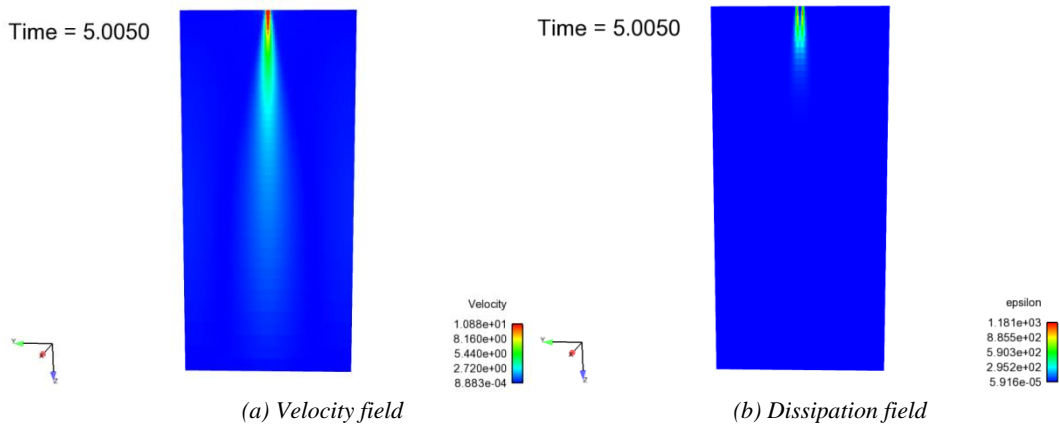 Time = 5.0050
Velocity
1.088e+01
8.160e+00
5.440e+00
2.720e+00
8.883e-04
Y
X
Z
(a) Velocity field
Time = 5.0050
epsilon
1.181e+03
8.855e+02
5.903e+02
2.952e+02
5.916e-05
Y
X
Z
(b) Dissipation field